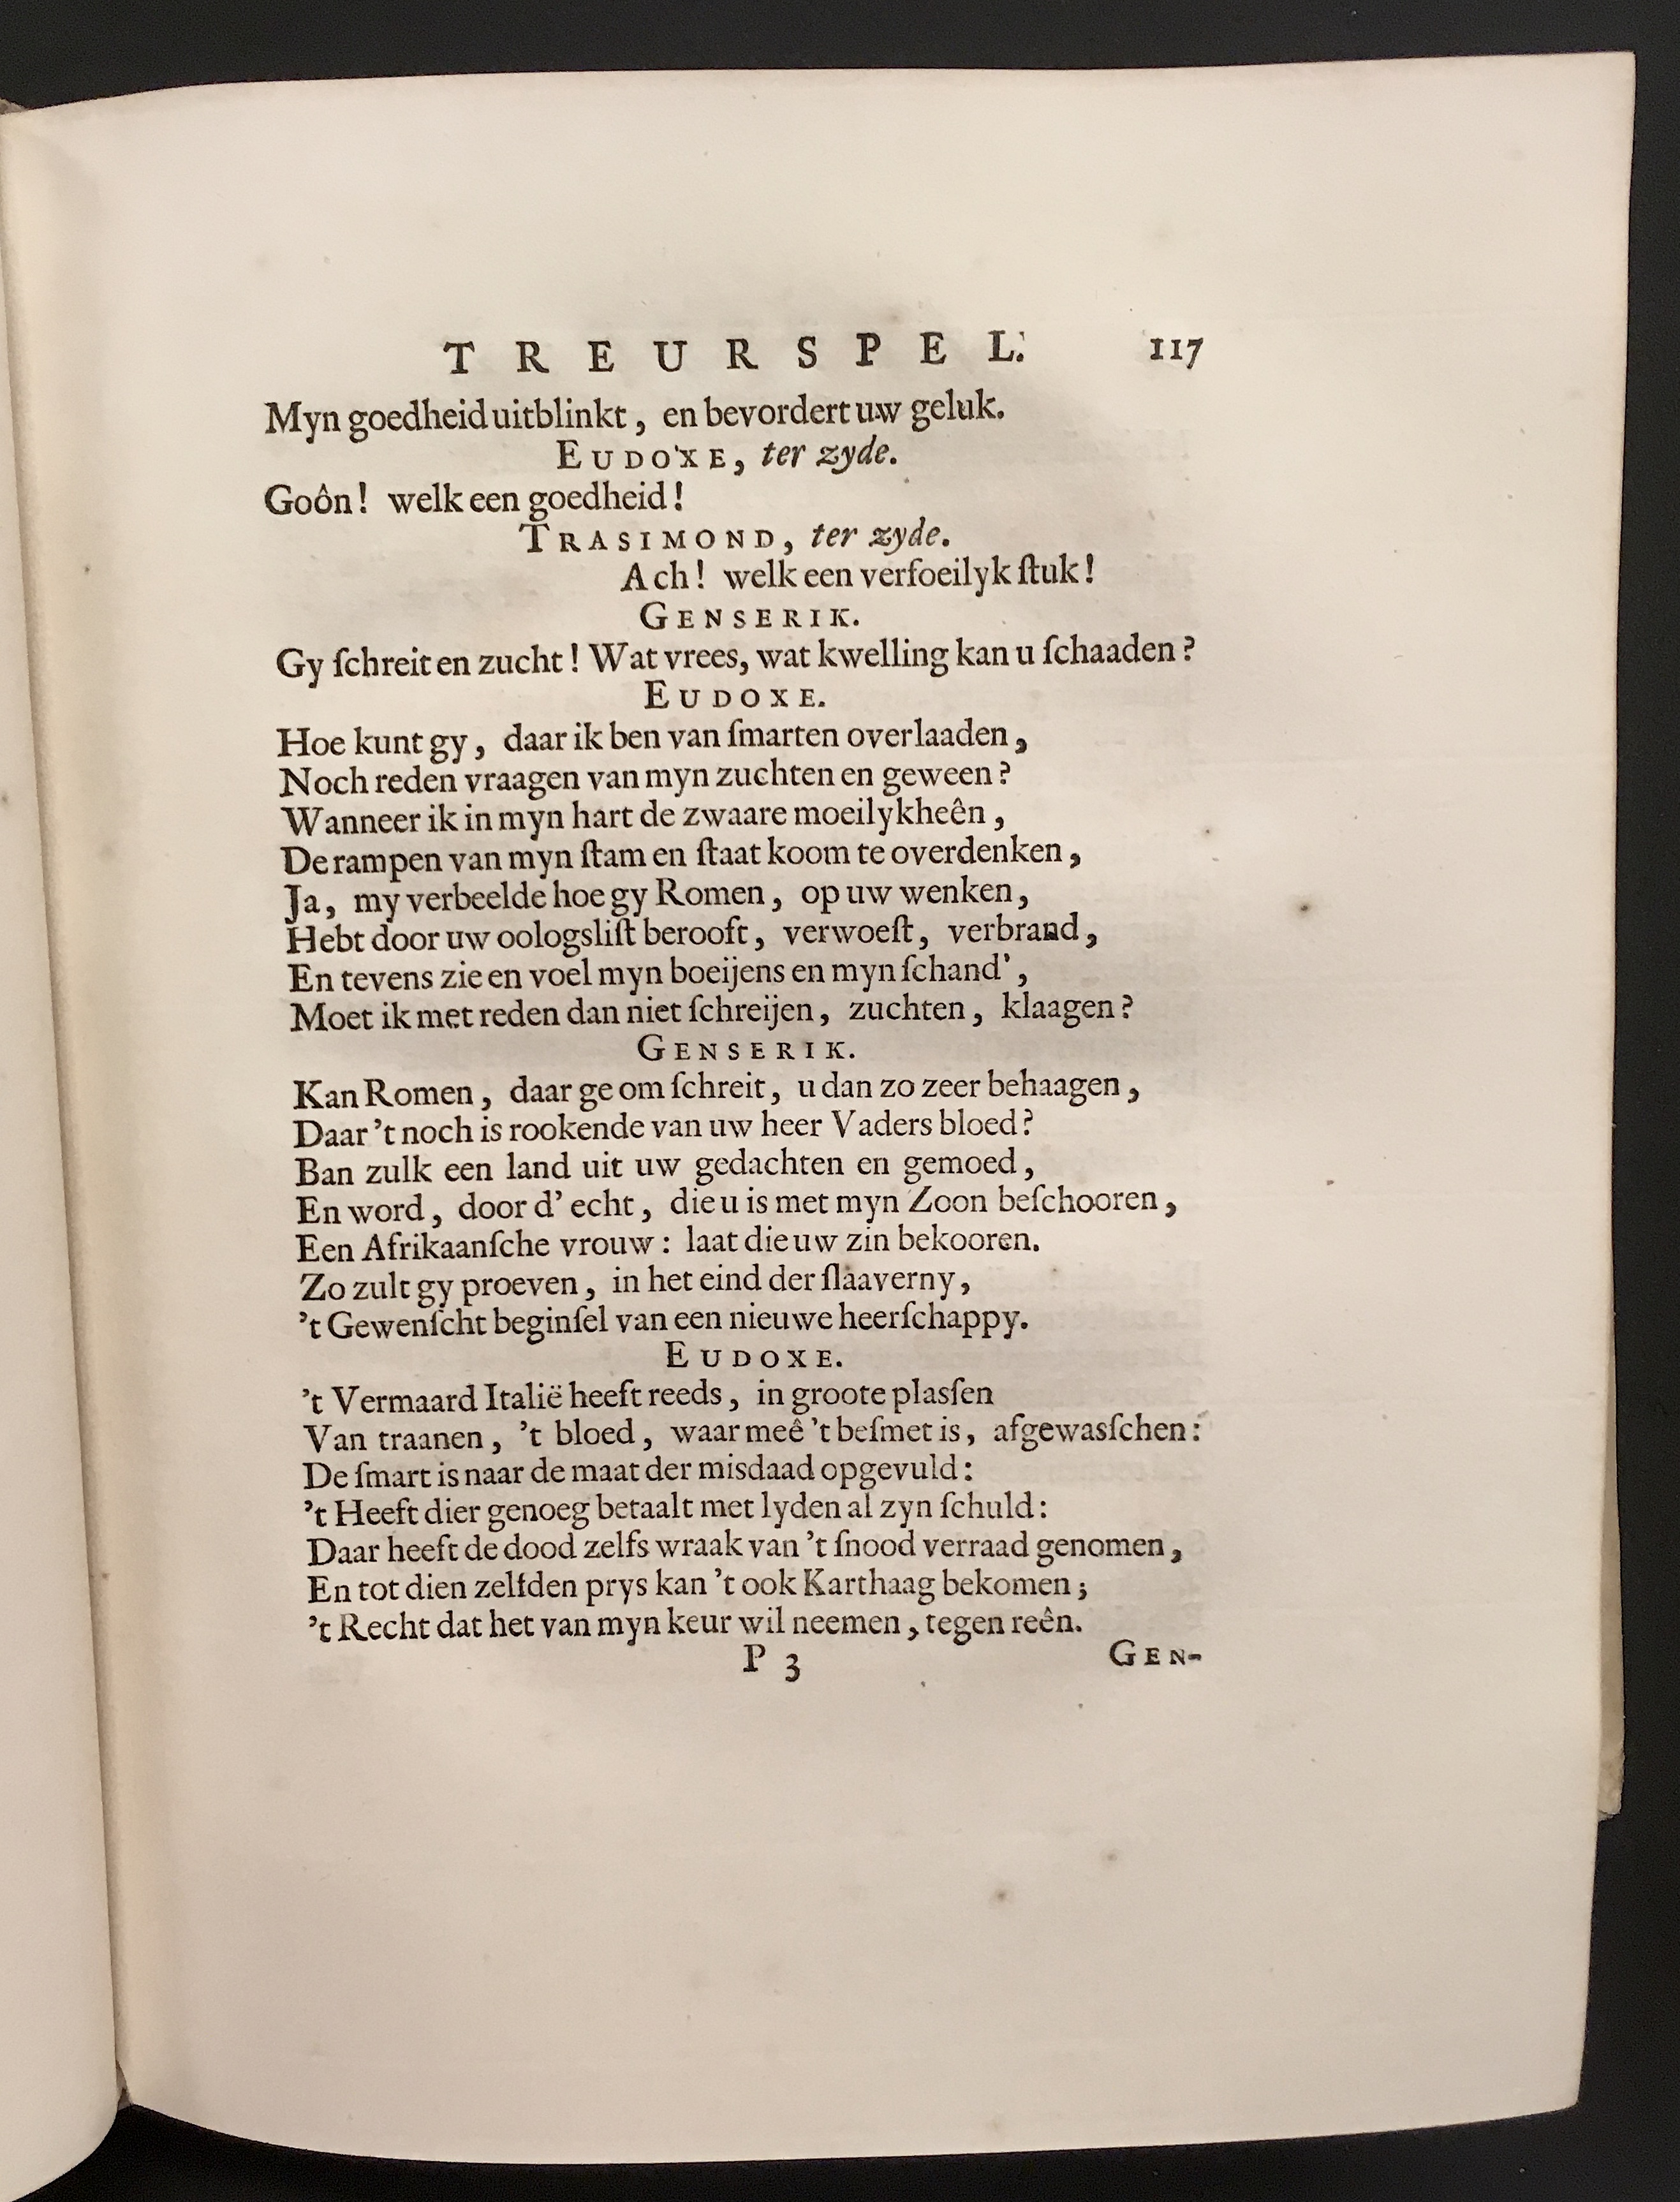 TREURSPEL. 117
Myn goedheid uitblinkt, en bevordert uw geluk.
EUDOXE, ter zyde.
Goôn! welk een goedheid!
TRASIMOND, ter zyde.
Ach! welk een verfoeilyk ſtuk!
GENSERIK.
Gy ſchreit en zucht! Wat vrees, wat kwelling kan u ſchaaden?
EUDOXE.
Hoe kunt gy, daar ik ben van ſmarten overlaaden,
Noch reden vraagen van myn zuchten en geween?
Wanneer ik in myn hart de zwaare moeilykheên,
De rampen van myn ſtam en ſtaat koom te overdenken,
Ja, my verbeelde hoe gy Romen, op uw wenken,
Hebt door uw oologsliſt berooft, verwoeſt, verbrand,
En tevens zie en voel myn boeijens en myn ſchand',
Moet ik met reden dan niet ſchreijen, zuchten, klaagen?
GENSERIK.
Kan Romen, daar ge om ſchreit, u dan zo zeer behaagen,
Daar 't noch is rookende van uw heer Vaders bloed?
Ban zulk een land uit uw gedachten en gemoed,
En word, door d' echt, die u is met myn Zoon beſchooren,
Een Afrikaanſche vrouw: laat die uw zin bekooren.
Zo zult gy proeven, in het eind der ſlaaverny,
't Gewenſcht beginſel van een nieuwe heerſchappy.
EUDOXE.
't Vermaard Italië heeft reeds, in groote plasſen
Van traanen, 't bloed, waar meê 't beſmet is, afgewasſchen:
De ſmart is naar de maat der misdaad opgevuld:
't Heeft dier genoeg betaalt met lyden al zyn ſchuld:
Daar heeft de dood zelfs wraak van 't ſnood verraad genomen,
En tot dien zelfden prys kan 't ook Karthaag bekomen;
't Recht dat het van myn keur wil neemen, tegen reên.
P 3 GEN-